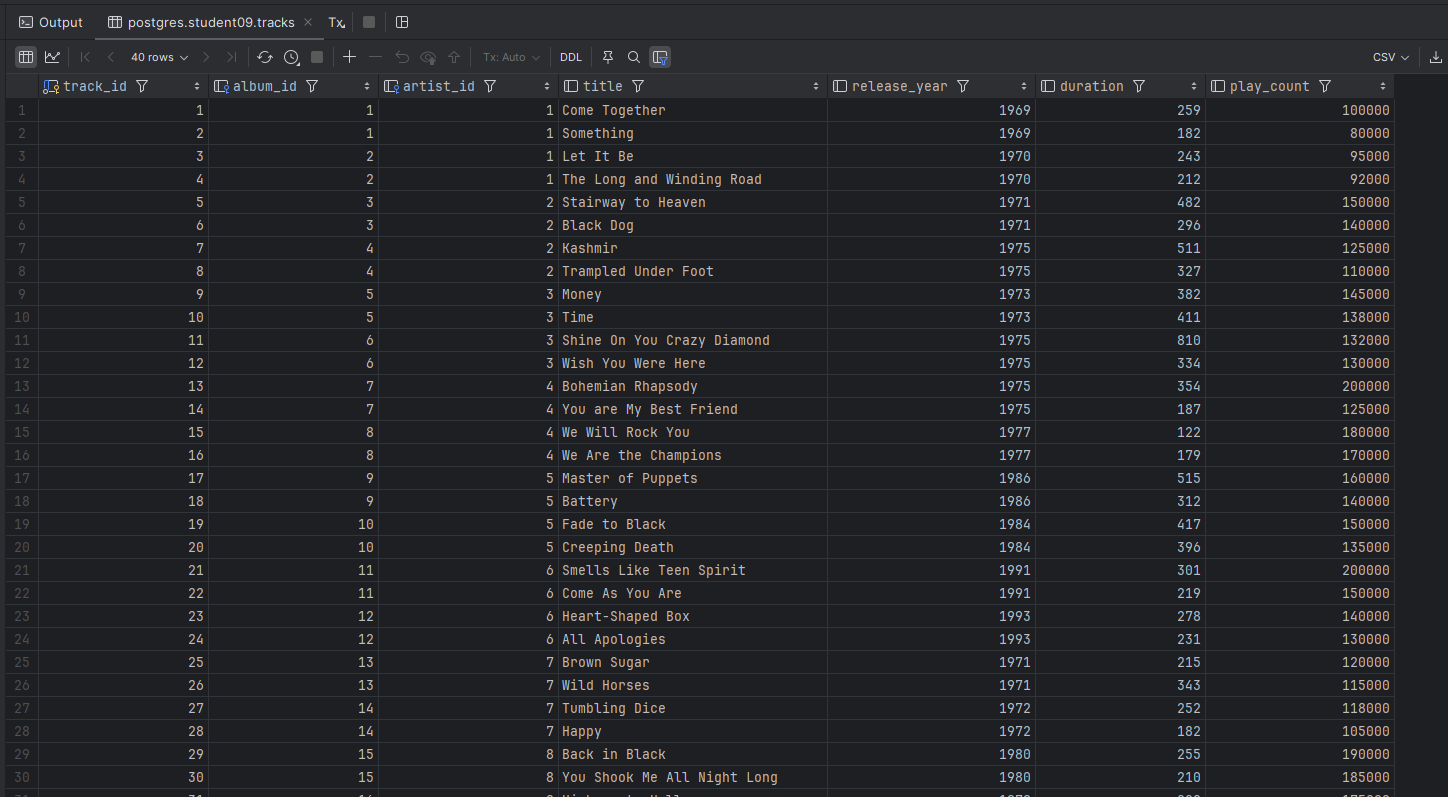 Output postgres.student09.tracks × Tx
40 rows Tx: Auto DDL CSV
track_id album_id artist_id title release_year duration play_count
1 1 1 1 Come Together 1969 259 100000
2 2 1 1 Something 1969 182 80000
3 3 2 1 Let It Be 1970 243 95000
4 4 2 1 The Long and Winding Road 1970 212 92000
5 5 3 2 Stairway to Heaven 1971 482 150000
6 6 3 2 Black Dog 1971 296 140000
7 7 4 2 Kashmir 1975 511 125000
8 8 4 2 Trampled Under Foot 1975 327 110000
9 9 5 3 Money 1973 382 145000
10 10 5 3 Time 1973 411 138000
11 11 6 3 Shine On You Crazy Diamond 1975 810 132000
12 12 6 3 Wish You Were Here 1975 334 130000
13 13 7 4 Bohemian Rhapsody 1975 354 200000
14 14 7 4 You are My Best Friend 1975 187 125000
15 15 8 4 We Will Rock You 1977 122 180000
16 16 8 4 We Are the Champions 1977 179 170000
17 17 9 5 Master of Puppets 1986 515 160000
18 18 9 5 Battery 1986 312 140000
19 19 10 5 Fade to Black 1984 417 150000
20 20 10 5 Creeping Death 1984 396 135000
21 21 11 6 Smells Like Teen Spirit 1991 301 200000
22 22 11 6 Come As You Are 1991 219 150000
23 23 12 6 Heart-Shaped Box 1993 278 140000
24 24 12 6 All Apologies 1993 231 130000
25 25 13 7 Brown Sugar 1971 215 120000
26 26 13 7 Wild Horses 1971 343 115000
27 27 14 7 Tumbling Dice 1972 252 118000
28 28 14 7 Happy 1972 182 105000
29 29 15 8 Back in Black 1980 255 190000
30 30 15 8 You Shook Me All Night Long 1980 210 185000